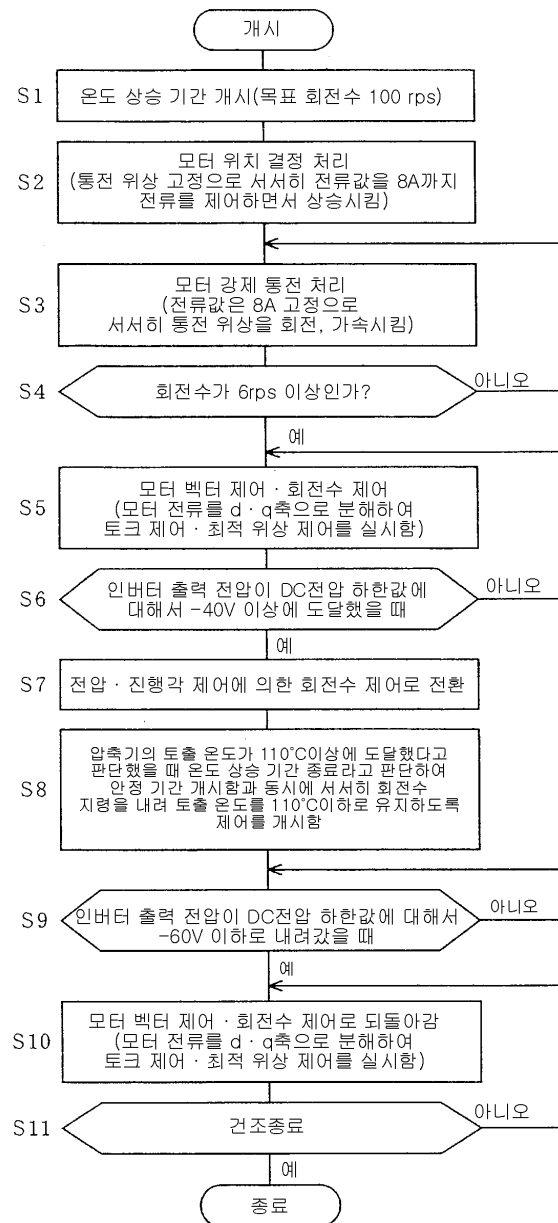 개시
S1
온도 상승 기간 개시(목표 회전수 100 rps)
S2
모터 위치 결정 처리
(통전 위상 고정으로 서서히 전류값을 8A까지
전류를 제어하면서 상승시킴)
S3
모터 강제 통전 처리
(전류값은 8A 고정으로
서서히 통전 위상을 회전, 가속시킴)
S4
회전수가 6rps 이상인가?
아니오
예
S5
모터 벡터 제어 · 회전수 제어
(모터 전류를 d · q축으로 분해하여
토크 제어 · 최적 위상 제어를 실시함)
S6
인버터 출력 전압이 DC전압 하한값에
대해서 -40V 이상에 도달했을 때
아니오
예
S7
전압 · 진행각 제어에 의한 회전수 제어로 전환
S8
압축기의 토출 온도가 110°C이상에 도달했다고
판단했을 때 온도 상승 기간 종료라고 판단하여
안정 기간 개시함과 동시에 서서히 회전수
지령을 내려 토출 온도를 110°C이하로 유지하도록
제어를 개시함
S9
인버터 출력 전압이 DC전압 하한값에 대해서
-60V 이하로 내려갔을 때
아니오
예
S10
모터 벡터 제어 · 회전수 제어로 되돌아감
(모터 전류를 d · q축으로 분해하여
토크 제어 · 최적 위상 제어를 실시함)
S11
건조종료
아니오
예
종료